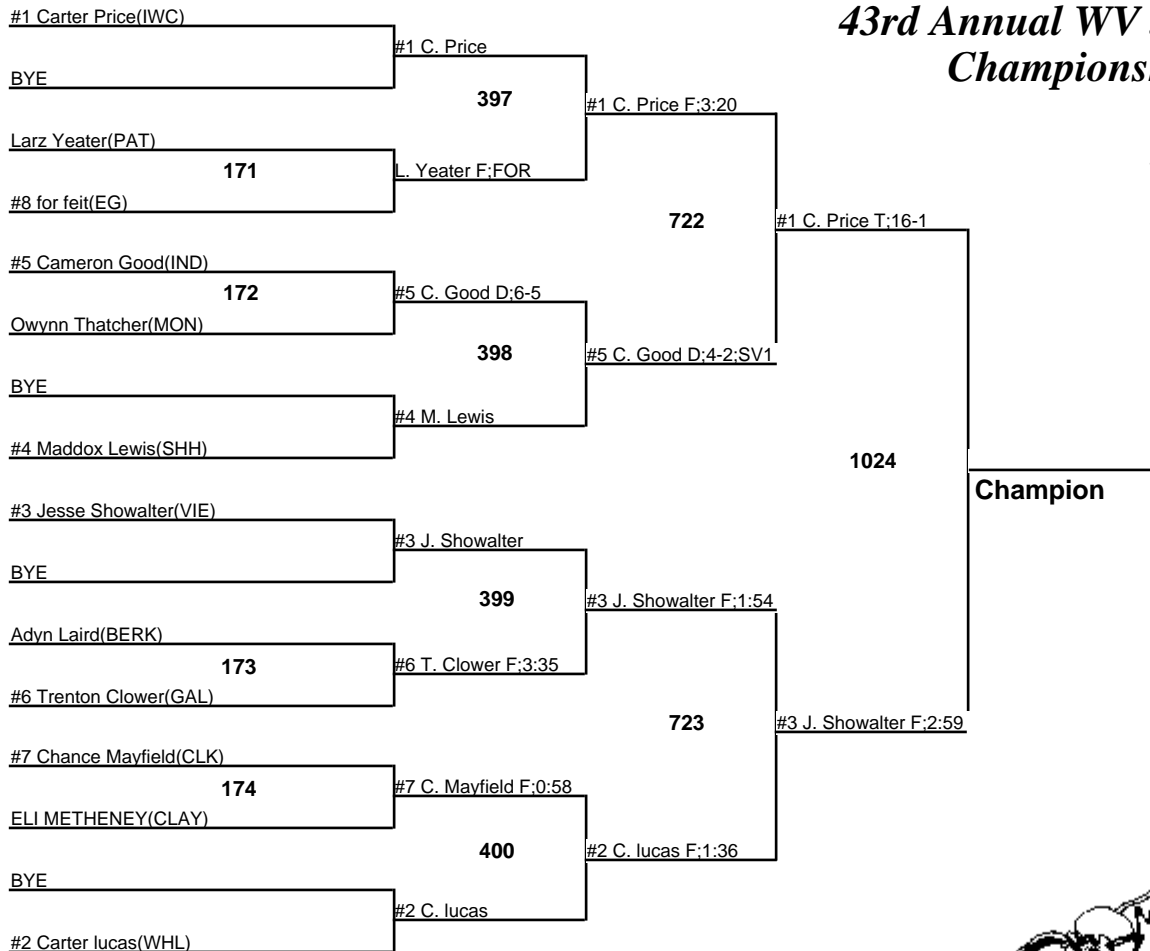 43rd Annual WV
Champions
#1 Carter Price(IWC)
BYE
Larz Yeater(PAT)
171
#8 for feit(EG)
#5 Cameron Good(IND)
172
Owynn Thatcher(MON)
BYE
#4 Maddox Lewis(SHH)
#3 Jesse Showalter(VIE)
BYE
Adyn Laird(BERK)
173
#6 Trenton Clower(GAL)
#7 Chance Mayfield(CLK)
174
ELI METHENEY(CLAY)
BYE
#2 Carter lucas(WHL)
#1 C. Price
397
L. Yeater F;FOR
#5 C. Good D;6-5
398
#4 M. Lewis
#3 J. Showalter
399
#6 T. Clower F;3:35
#7 C. Mayfield F;0:58
400
#2 C. lucas
#1 C. Price F;3:20
722
#5 C. Good D;4-2;SV1
#3 J. Showalter F;1:54
723
#2 C. lucas F;1:36
#1 C. Price T;16-1
1024
#3 J. Showalter F;2:59
Champion